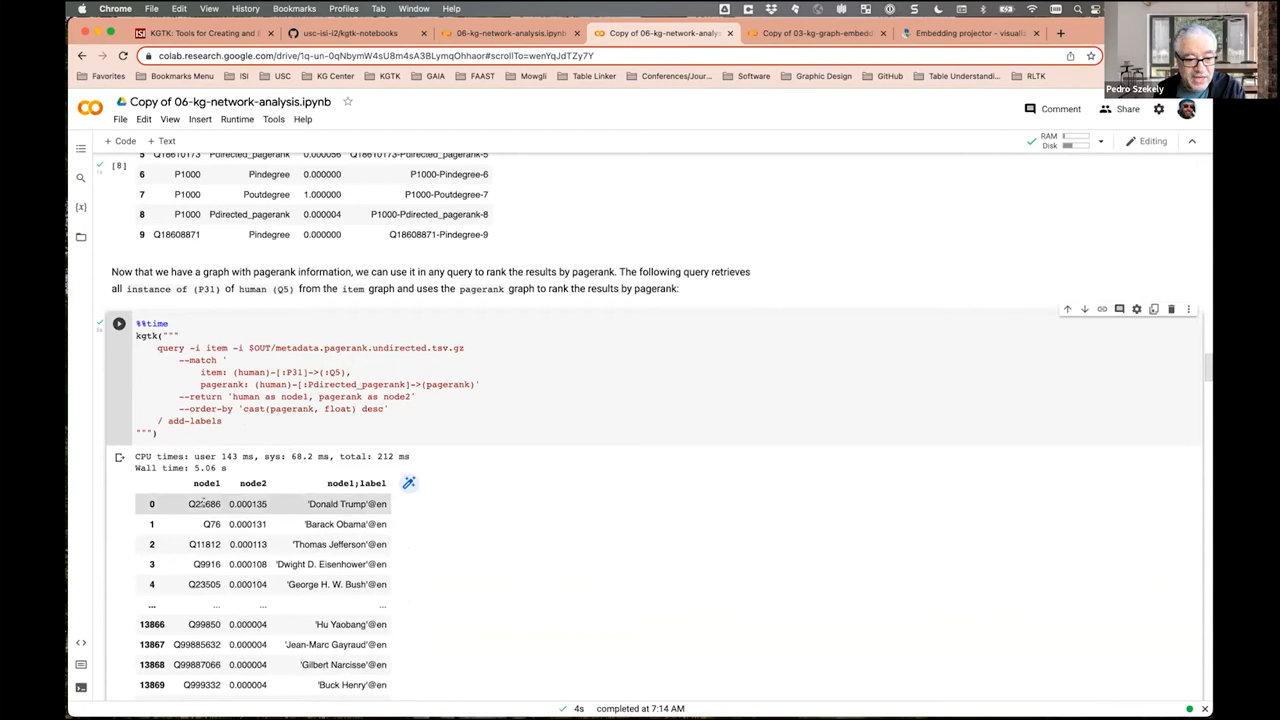 Chrome File Edit View History Bookmarks Profiles Tab Window Help
KGTK: Tools for Creating and E
usc-isi-i2/kgtk-notebooks
06-kg-network-analysis.ipynb
Copy of 06-kg-network-analys
Copy of 03-kg-graph-embedd
Embedding projector - visualiz
colab.research.google.com/drive/1q-un-0qNbymW4sU8m4sA3BLymqOhhaor#scrollTo=wenYqJdTZy7Y
Favorites Bookmarks Menu ISI USC KG Center KGTK GAIA FAAST Mowgli Table Linker Conferences/Jour... Software Graphic Design GitHub Table Understandi... RLTK
Pedro Szekely
Copy of 06-kg-network-analysis.ipynb
Comment Share
File Edit View Insert Runtime Tools Help
+ Code + Text
RAM
Disk
Editing
[8]
5 Q18610173 Pdirected_pagerank 0.000056 Q18610173-Pdirected_pagerank-5
6 P1000 Pindegree 0.000000 P1000-Pindegree-6
7 P1000 Poutdegree 1.000000 P1000-Poutdegree-7
8 P1000 Pdirected_pagerank 0.000004 P1000-Pdirected_pagerank-8
9 Q18608871 Pindegree 0.000000 Q18608871-Pindegree-9
Now that we have a graph with pagerank information, we can use it in any query to rank the results by pagerank. The following query retrieves
all instance of (P31) of human (Q5) from the item graph and uses the pagerank graph to rank the results by pagerank:
%%time
kgtk("""
query -i item -i $OUT/metadata.pagerank.undirected.tsv.gz
--match '
item: (human)-[:P31]->(:Q5),
pagerank: (human)-[:Pdirected_pagerank]->(pagerank)'
--return 'human as node1, pagerank as node2'
--order-by 'cast(pagerank, float) desc'
/ add-labels
""")
CPU times: user 143 ms, sys: 68.2 ms, total: 212 ms
Wall time: 5.06 s
node1 node2 node1;label
0 Q22686 0.000135 'Donald Trump'@en
1 Q76 0.000131 'Barack Obama'@en
2 Q11812 0.000113 'Thomas Jefferson'@en
3 Q9916 0.000108 'Dwight D. Eisenhower'@en
4 Q23505 0.000104 'George H. W. Bush'@en
... ... ... ...
13866 Q99850 0.000004 'Hu Yaobang'@en
13867 Q99885632 0.000004 'Jean-Marc Gayraud'@en
13868 Q99887066 0.000004 'Gilbert Narcisse'@en
13869 Q999332 0.000004 'Buck Henry'@en
4s completed at 7:14 AM